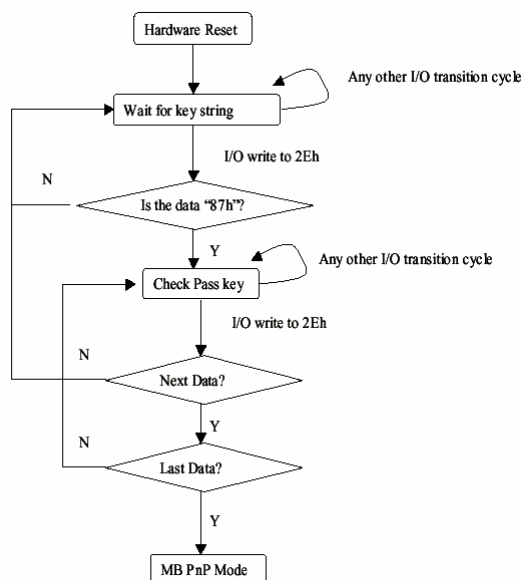 Hardware Reset
Any other I/O transition cycle
Wait for key string
I/O write to 2Eh
N
Is the data “87h”?
Y
Any other I/O transition cycle
Check Pass key
I/O write to 2Eh
N
Next Data?
Y
N
Last Data?
Y
MB PnP Mode